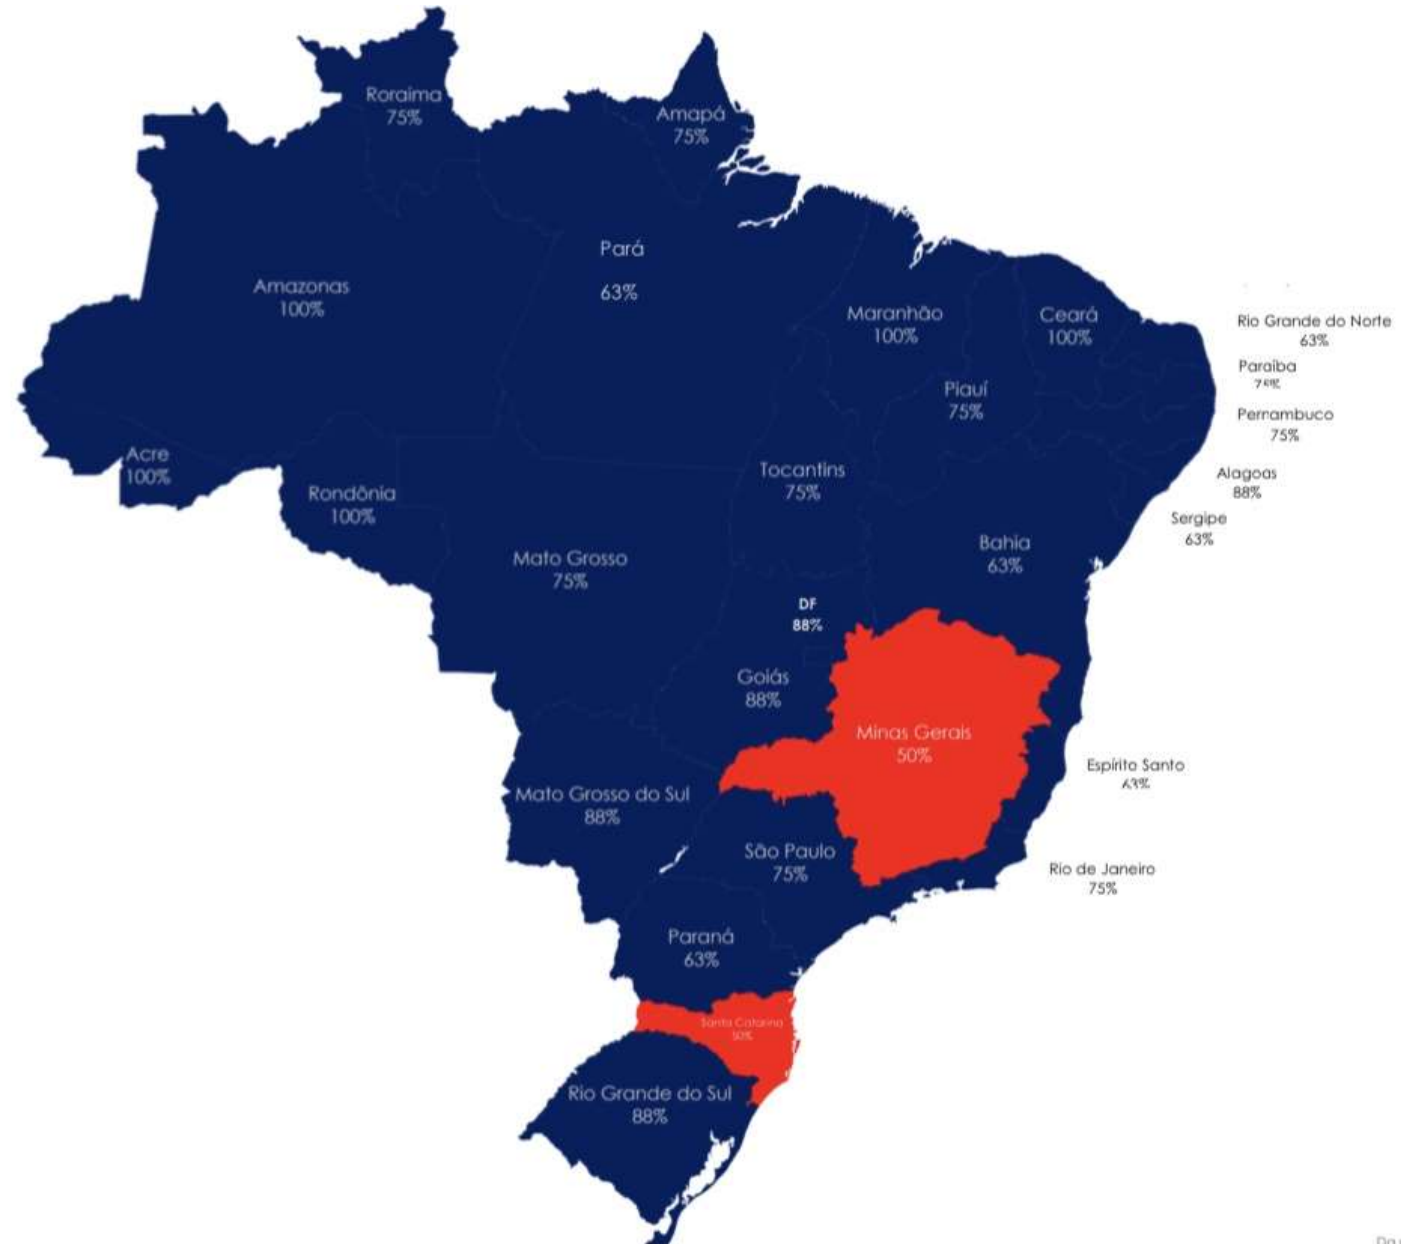 Roraima
75%
Amapá
75%
Pará
63%
Amazonas
100%
Maranhão
100%
Ceará
100%
Rio Grande do Norte
63%
Paraíba
75%
Piauí
75%
Pernambuco
75%
Acre
100%
Tocantins
75%
Alagoas
88%
Rondônia
100%
Sergipe
63%
Mato Grosso
75%
Bahia
63%
DF
88%
Goiás
88%
Minas Gerais
50%
Espírito Santo
63%
Mato Grosso do Sul
88%
São Paulo
75%
Rio de Janeiro
75%
Paraná
63%
Santa Catarina
50%
Rio Grande do Sul
88%